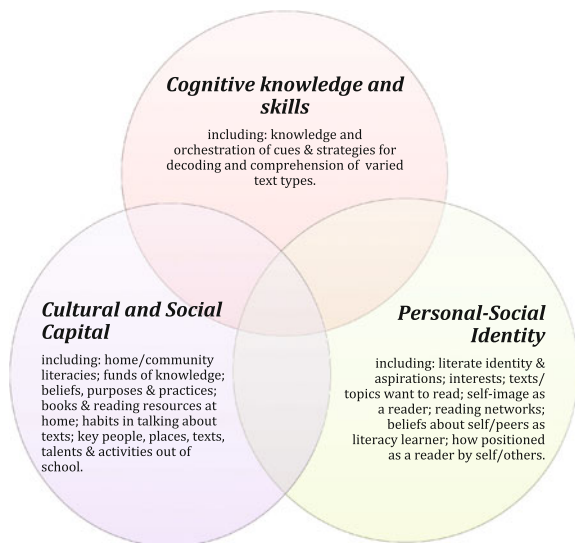 Cognitive knowledge and
skills
including: knowledge and
orchestration of cues & strategies for
decoding and comprehension of varied
text types.
Cultural and Social
Capital
including: home/community
literacies; funds of knowledge;
beliefs, purposes & practices;
books & reading resources at
home; habits in talking about
texts; key people, places, texts,
talents & activities out of
school.
Personal-Social
Identity
including: literate identity &
aspirations; interests; texts/
topics want to read; self-image as
a reader; reading networks;
beliefs about self/peers as
literacy learner; how positioned
as a reader by self/others.